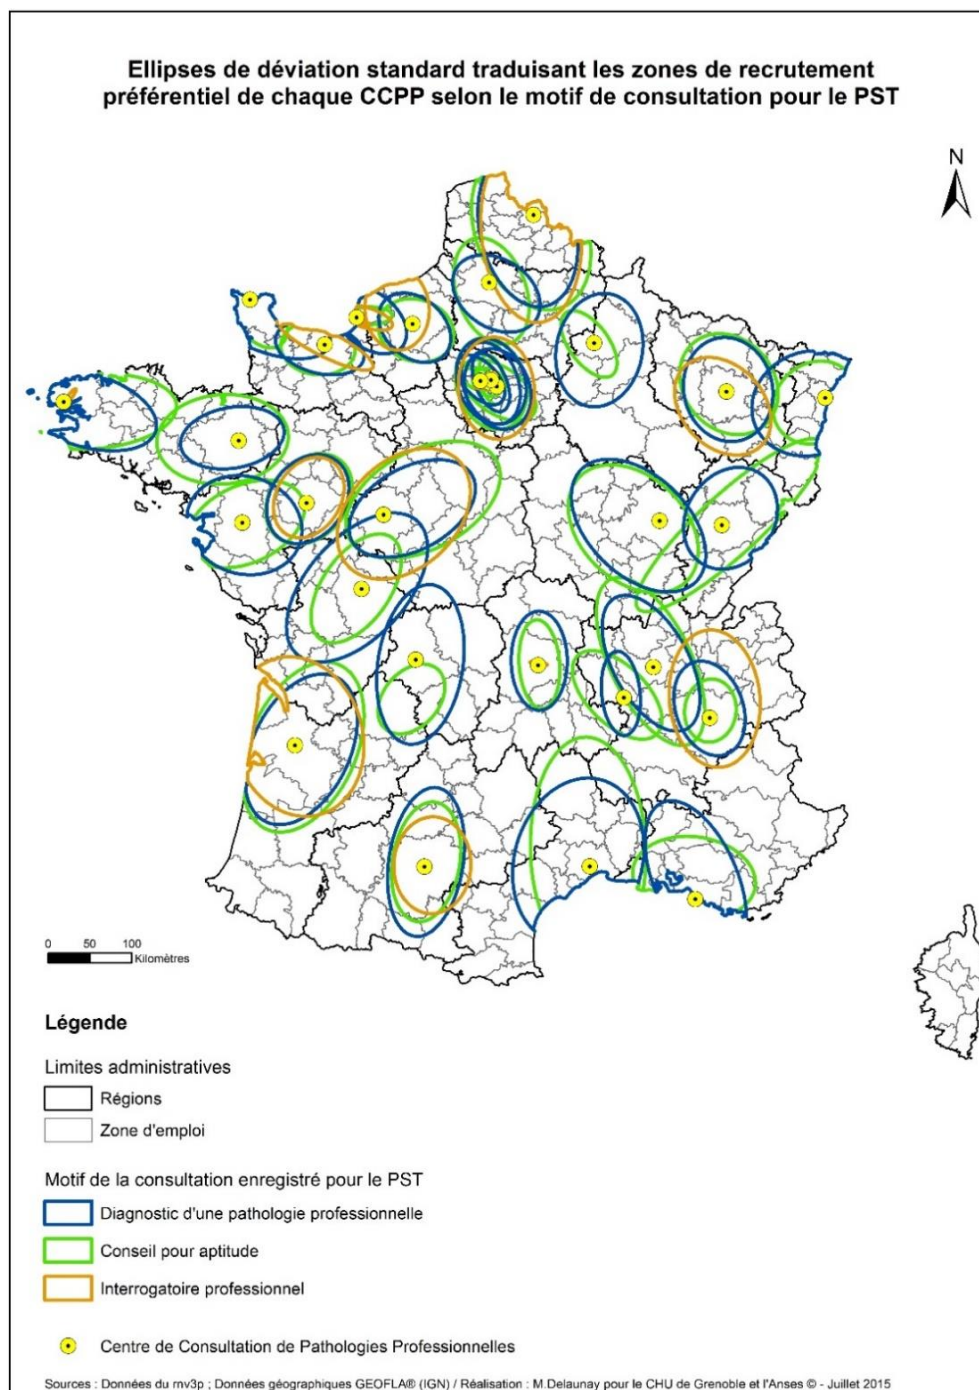 Ellipses de déviation standard traduisant les zones de recrutement
préférentiel de chaque CCPP selon le motif de consultation pour le PST
N
0 50 100
Kilomètres
Légende
Limites administratives
Régions
Zone d'emploi
Motif de la consultation enregistré pour le PST
Diagnostic d'une pathologie professionnelle
Conseil pour aptitude
Interrogatoire professionnel
Centre de Consultation de Pathologies Professionnelles
Sources : Données du rnv3p ; Données géographiques GEOFLA® (IGN) / Réalisation : M.Delaunay pour le CHU de Grenoble et l'Anses © - Juillet 2015